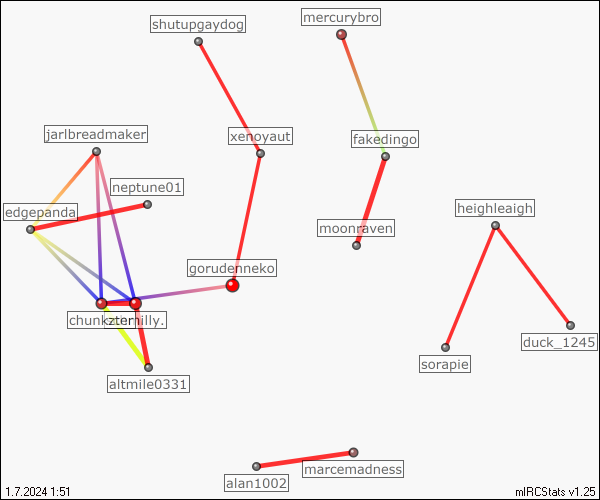 shutupgaydog
mercurybro
jarlbreadmaker
xenoyaut
fakedingo
neptune01
edgepanda
heighleaigh
moonraven
gorudenneko
duck_1245
sorapie
altmile0331
marcemadness
alan1002
1.7.2024 1:51
mIRCStats v1.25